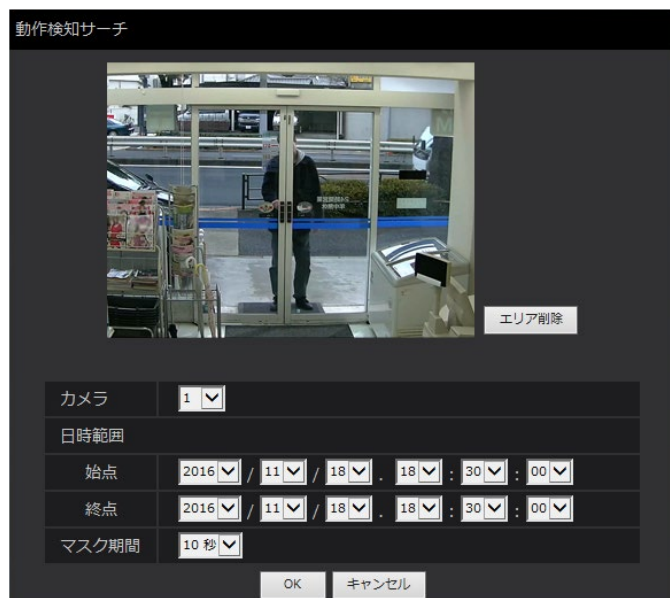 動作検知サーチ
エリア削除
カメラ 1
日時範囲
始点 2016 / 11 / 18 . 18 : 30 : 00
終点 2016 / 11 / 18 . 18 : 30 : 00
マスク期間 10 秒
OK キャンセル